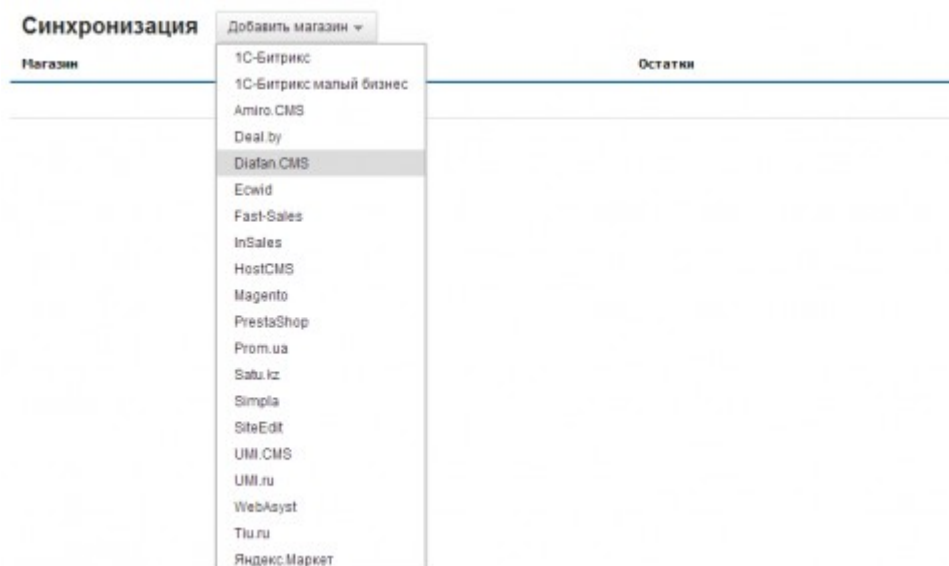 Синхронизация Добавить магазин
Магазин Остатки
1С-Битрикс
1С-Битрикс малый бизнес
Amiro.CMS
Deal.by
Diafan.CMS
Ecwid
Fast-Sales
InSales
HostCMS
Magento
PrestaShop
Prom.ua
Satu.kz
Simpla
SiteEdit
UMI.CMS
UMI.ru
WebAsyst
Tiu.ru
Яндекс.Маркет